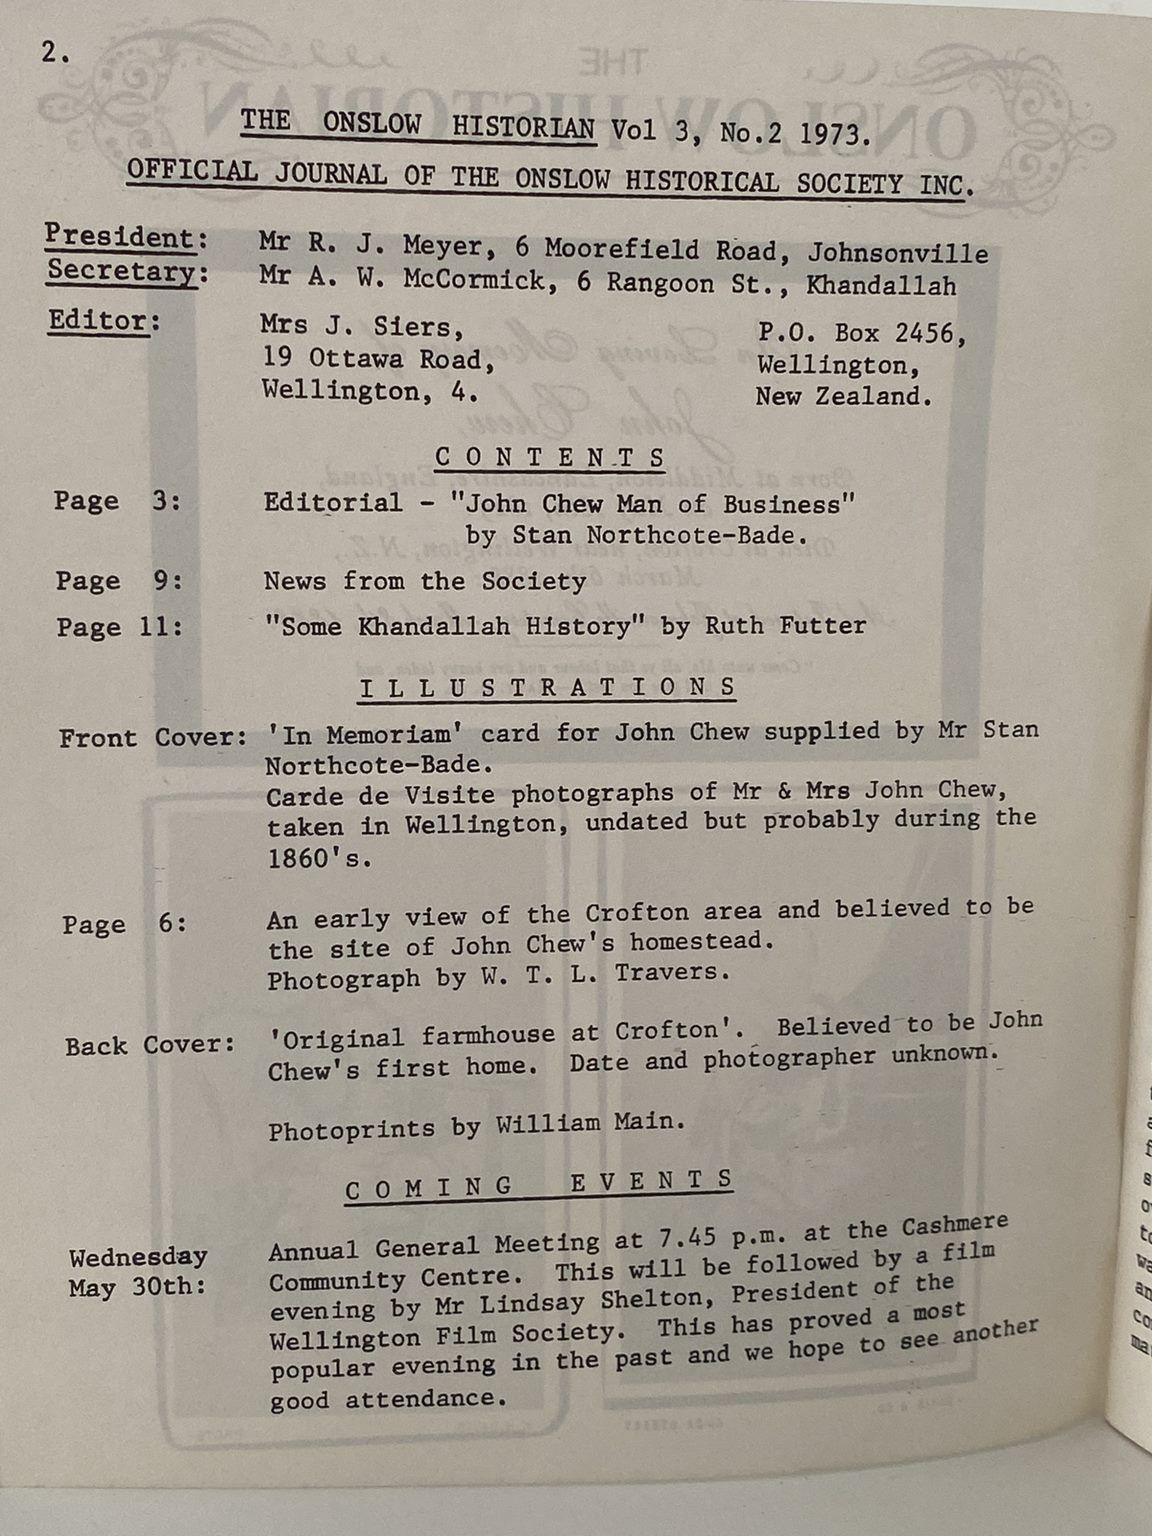 2.
THE ONSLOW HISTORIAN Vol 3, No.2 1973.
OFFICIAL JOURNAL OF THE ONSLOW HISTORICAL SOCIETY INC.
President: Mr R. J. Meyer, 6 Moorefield Road, Johnsonville
Secretary: Mr A. W. McCormick, 6 Rangoon St., Khandallah
Editor: Mrs J. Siers, P.O. Box 2456,
19 Ottawa Road, Wellington,
Wellington, 4. New Zealand.
CONTENTS
Page 3: Editorial - "John Chew Man of Business"
by Stan Northcote-Bade.
Page 9: News from the Society
Page 11: "Some Khandallah History" by Ruth Futter
ILLUSTRATIONS
Front Cover: 'In Memoriam' card for John Chew supplied by Mr Stan
Northcote-Bade.
Carde de Visite photographs of Mr & Mrs John Chew,
taken in Wellington, undated but probably during the
1860's.
Page 6: An early view of the Crofton area and believed to be
the site of John Chew's homestead.
Photograph by W. T. L. Travers.
Back Cover: 'Original farmhouse at Crofton'. Believed to be John
Chew's first home. Date and photographer unknown.
Photoprints by William Main.
COMING EVENTS
Wednesday Annual General Meeting at 7.45 p.m. at the Cashmere
May 30th: Community Centre. This will be followed by a film
evening by Mr Lindsay Shelton, President of the
Wellington Film Society. This has proved a most
popular evening in the past and we hope to see another
good attendance.